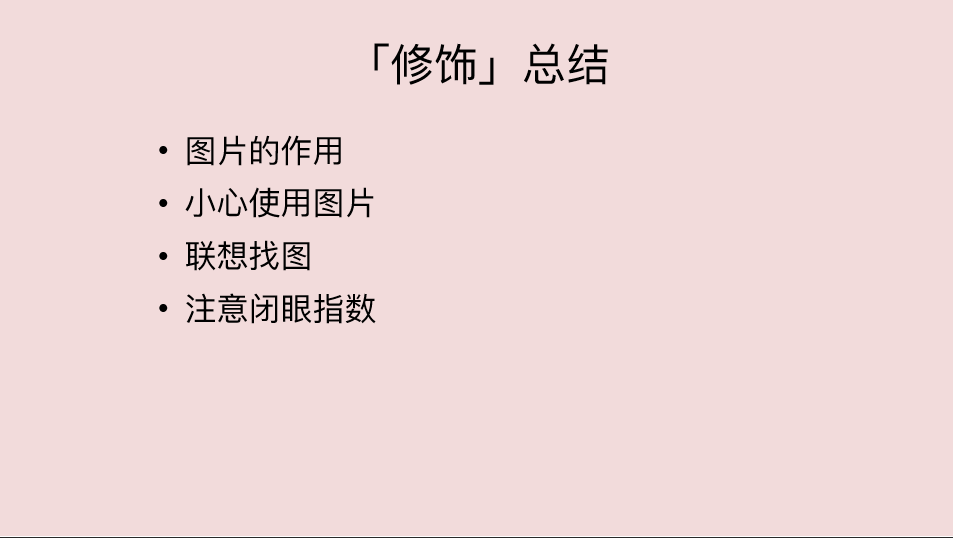 「修饰」总结
• 图片的作用
• 小心使用图片
• 联想找图
• 注意闭眼指数